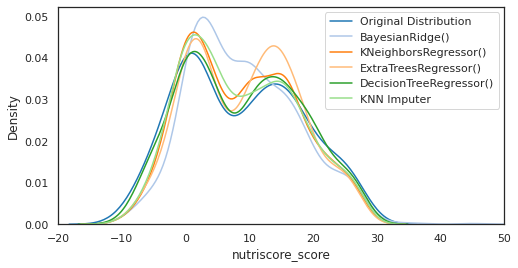 Density
0.05
0.04
0.03
0.02
0.01
0.00
Original Distribution
BayesianRidge()
KNeighborsRegressor()
ExtraTreesRegressor()
DecisionTreeRegressor()
KNN Imputer
−20 −10 0 10 20 30 40 50
nutriscore_score